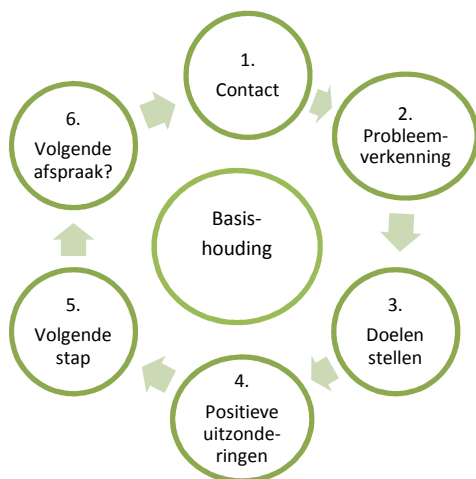 1.
Contact
2.
Probleem-
verkenning
3.
Doelen
stellen
4.
Positieve
uitzonde-
ringen
5.
Volgende
stap
6.
Volgende
afspraak?
Basis-
houding